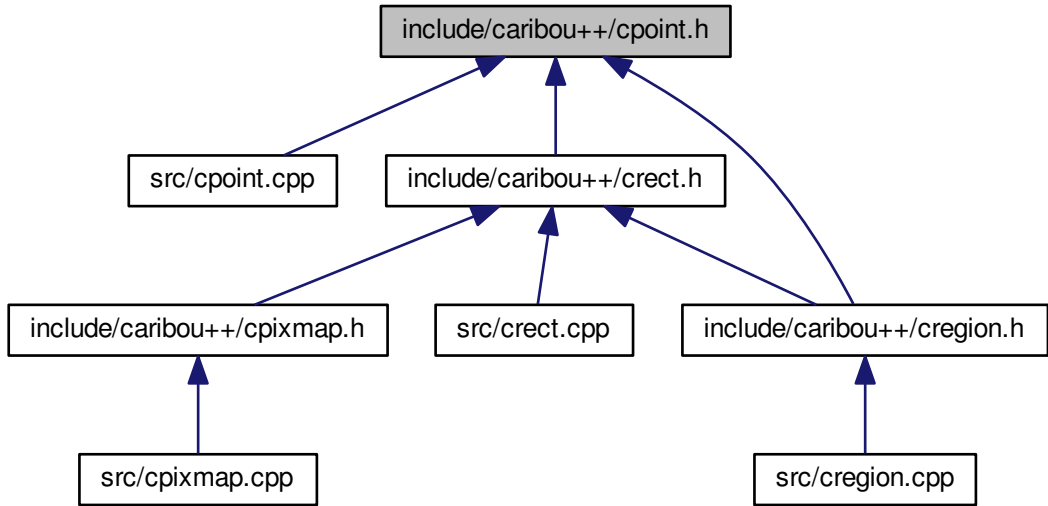 include/caribou++/cpoint.h
src/cpoint.cpp
include/caribou++/crect.h
include/caribou++/cpixmap.h
src/crect.cpp
include/caribou++/cregion.h
src/cpixmap.cpp
src/cregion.cpp